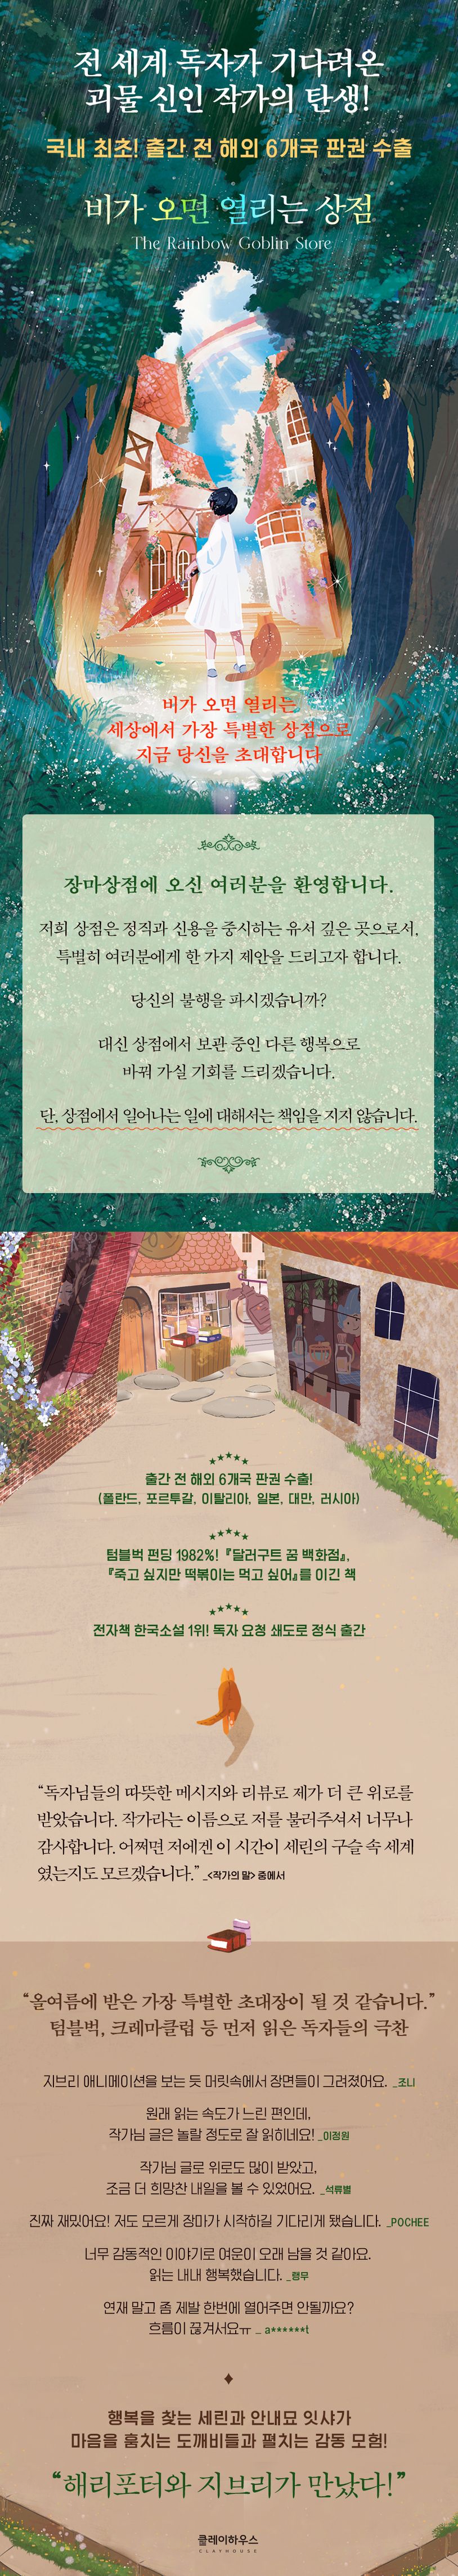 전 세계 독자가 기다려온
괴물 신인 작가의 탄생!
국내 최초! 출간 전 해외 6개국 판권 수출
비가 오면 열리는 상점
The Rainbow Goblin Store
비가 오면 열리는
세상에서 가장 특별한 상점으로
지금 당신을 초대합니다
장마상점에 오신 여러분을 환영합니다.
저희 상점은 정직과 신용을 중시하는 유서 깊은 곳으로서,
특별히 여러분에게 한 가지 제안을 드리고자 합니다.
당신의 불행을 파시겠습니까?
대신 상점에서 보관 중인 다른 행복으로
바꿔 가실 기회를 드리겠습니다.
단, 상점에서 일어나는 일에 대해서는 책임을 지지 않습니다.
출간 전 해외 6개국 판권 수출!
(폴란드, 포르투갈, 이탈리아, 일본, 대만, 러시아)
텀블벅 펀딩 1982%! 『달러구트 꿈 백화점』,
『죽고 싶지만 떡볶이는 먹고 싶어』를 이긴 책
전자책 한국소설 1위! 독자 요청 쇄도로 정식 출간
“독자님들의 따뜻한 메시지와 리뷰로 제가 더 큰 위로를
받았습니다. 작가라는 이름으로 저를 불러주셔서 너무나
감사합니다. 어쩌면 저에겐 이 시간이 세린의 구슬 속 세계
였는지도 모르겠습니다.” _<작가의 말> 중에서
“올여름에 받은 가장 특별한 초대장이 될 것 같습니다.”
텀블벅, 크레마클럽 등 먼저 읽은 독자들의 극찬
지브리 애니메이션을 보는 듯 머릿속에서 장면들이 그려졌어요. _조니
원래 읽는 속도가 느린 편인데,
작가님 글은 놀랄 정도로 잘 읽히네요! _이정원
작가님 글로 위로도 많이 받았고,
조금 더 희망찬 내일을 볼 수 있었어요. _석류별
진짜 재밌어요! 저도 모르게 장마가 시작하길 기다리게 됐습니다. _POCHEE
너무 감동적인 이야기로 여운이 오래 남을 것 같아요.
읽는 내내 행복했습니다. _랭무
연재 말고 좀 제발 한번에 열어주면 안될까요?
흐름이 끊겨서요ㅠ _ a******t
행복을 찾는 세린과 안내묘 잇샤가
마음을 훔치는 도깨비들과 펼치는 감동 모험!
“해리포터와 지브리가 만났다!”
클레이하우스
CLAYHOUSE